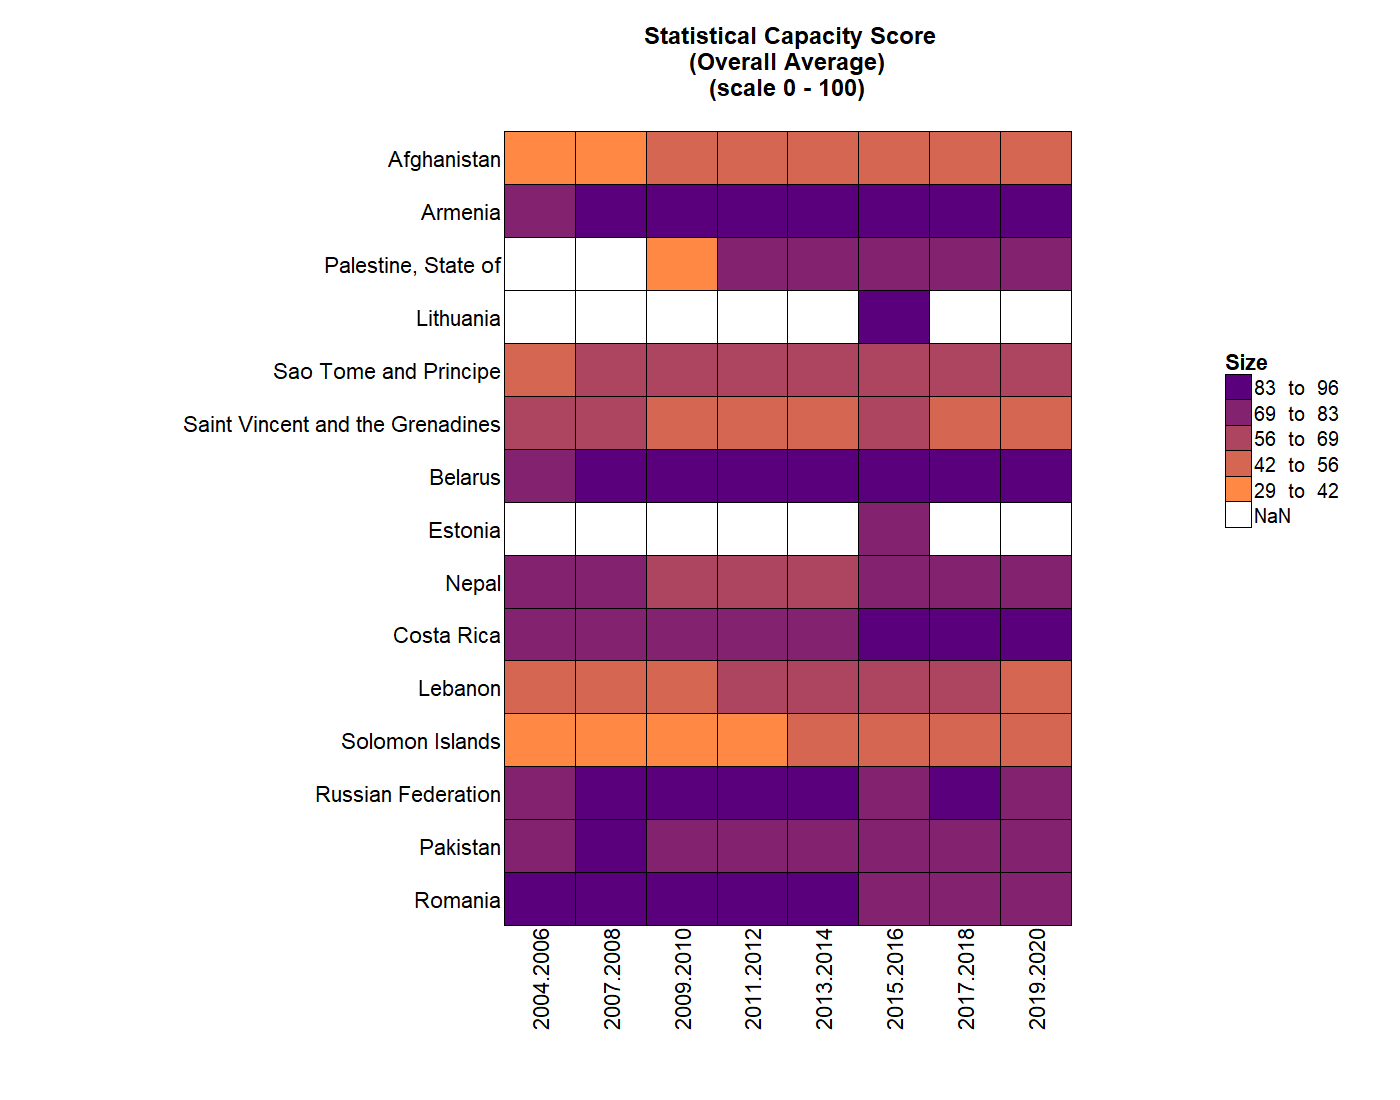 Statistical Capacity Score
(Overall Average)
(scale 0 - 100)
Afghanistan
Armenia
Palestine, State of
Lithuania
Sao Tome and Principe
Saint Vincent and the Grenadines
Belarus
Estonia
Nepal
Costa Rica
Lebanon
Solomon Islands
Russian Federation
Pakistan
Romania
2004.2006
2007.2008
2009.2010
2011.2012
2013.2014
2015.2016
2017.2018
2019.2020
Size
83 to 96
69 to 83
56 to 69
42 to 56
29 to 42
NaN